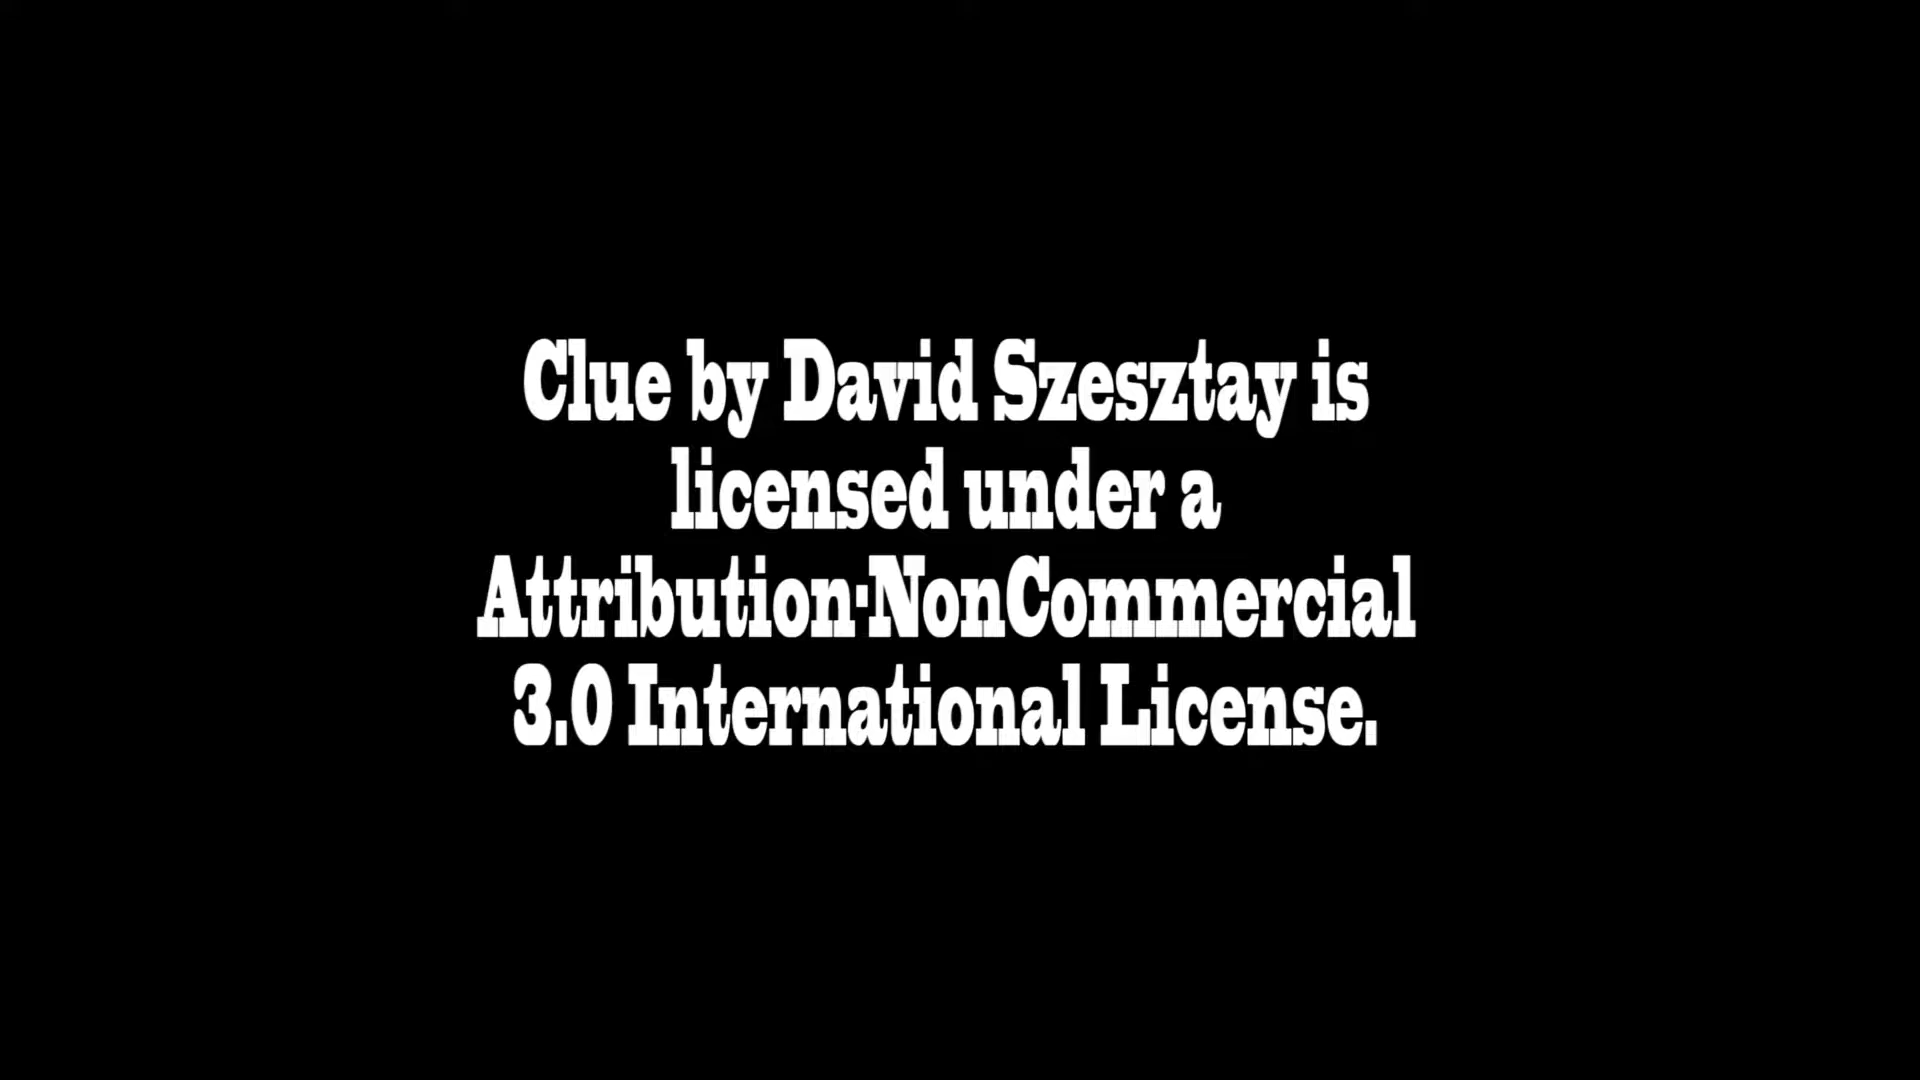 Clue by David Szesztay is
licensed under a
Attribution-NonCommercial
3.0 International License.